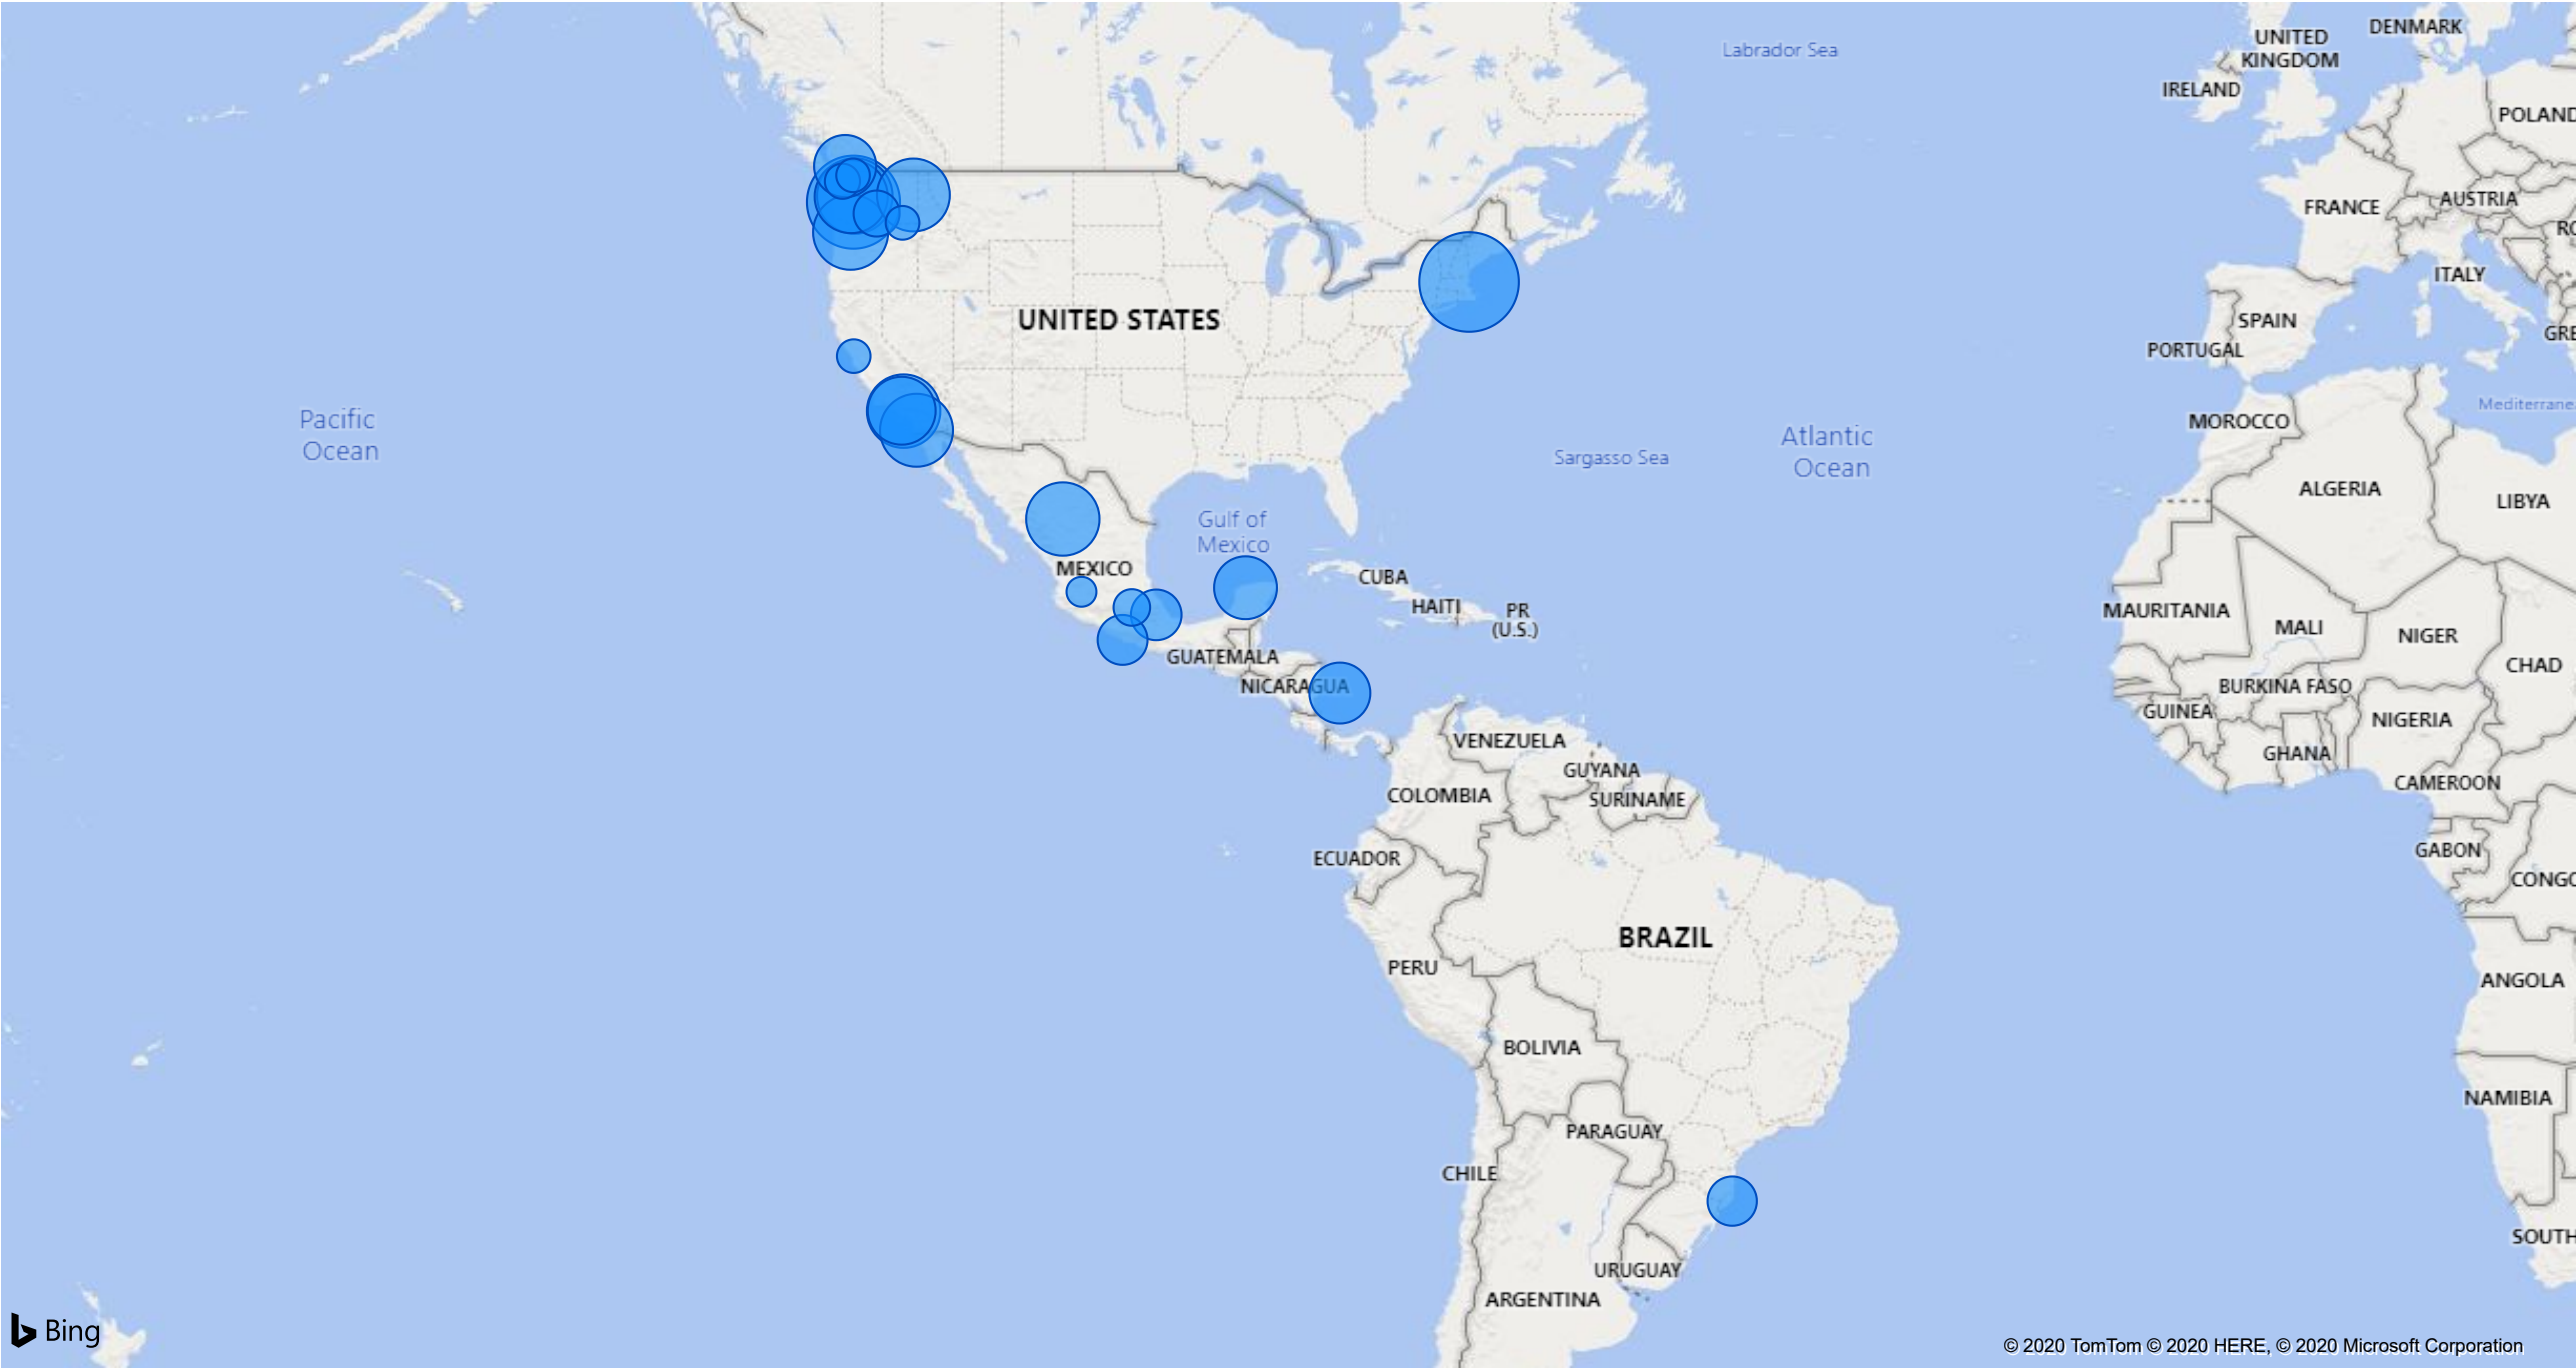 DENMARK
UNITED
KINGDOM
Labrador Sea
IRELAND
POLAND
AUSTRIA
FRANCE
ITALY
UNITED STATES
SPAIN
PORTUGAL
Mediterrane
Pacific
Ocean
MOROCCO
Atlantic
Ocean
Sargasso Sea
ALGERIA
LIBYA
Gulf of
Mexico
MEXICO
CUBA
HAITI
PR
(U.S.)
MAURITANIA
MALI
NIGER
GUATEMALA
CHAD
NICARAGUA
BURKINA FASO
GUINEA
NIGERIA
VENEZUELA
GHANA
GUYANA
CAMEROON
COLOMBIA
SURINAME
GABON
ECUADOR
CONGO
BRAZIL
PERU
ANGOLA
BOLIVIA
NAMIBIA
PARAGUAY
CHILE
SOUTH
URUGUAY
ARGENTINA
Bing
© 2020 TomTom © 2020 HERE, © 2020 Microsoft Corporation